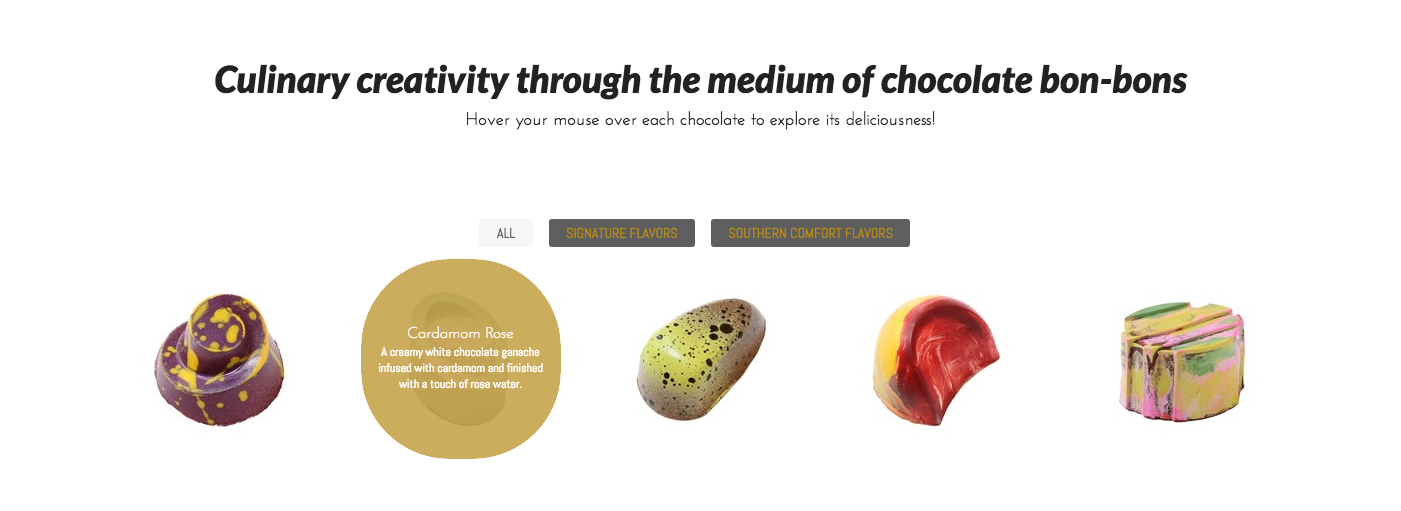 Culinary creativity through the medium of chocolate bon-bons
Hover your mouse over each chocolate to explore its deliciousness!
ALL SIGNATURE FLAVORS SOUTHERN COMFORT FLAVORS
Cardamom Rose
A creamy white chocolate ganache
infused with cardamom and finished
with a touch of rose water.